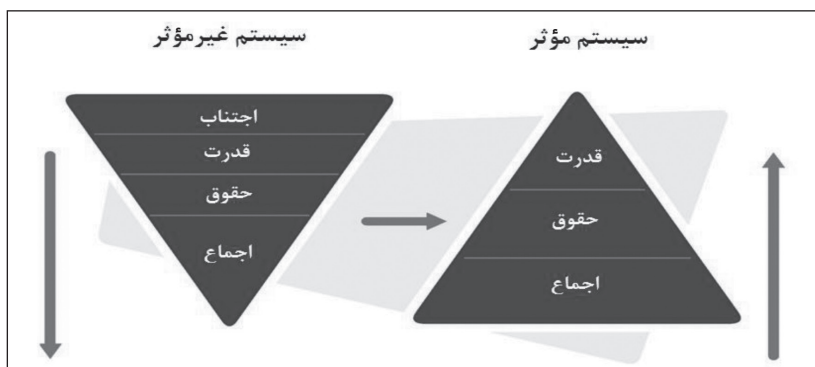 سیستم مؤثر
قدرت
حقوق
اجماع
سیستم غیرمؤثر
اجتناب
قدرت
حقوق
اجماع